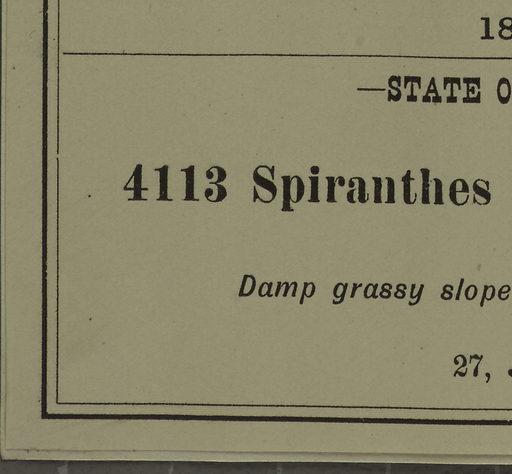 18
—STATE O
4113 Spiranthes
Damp grassy slope
27,